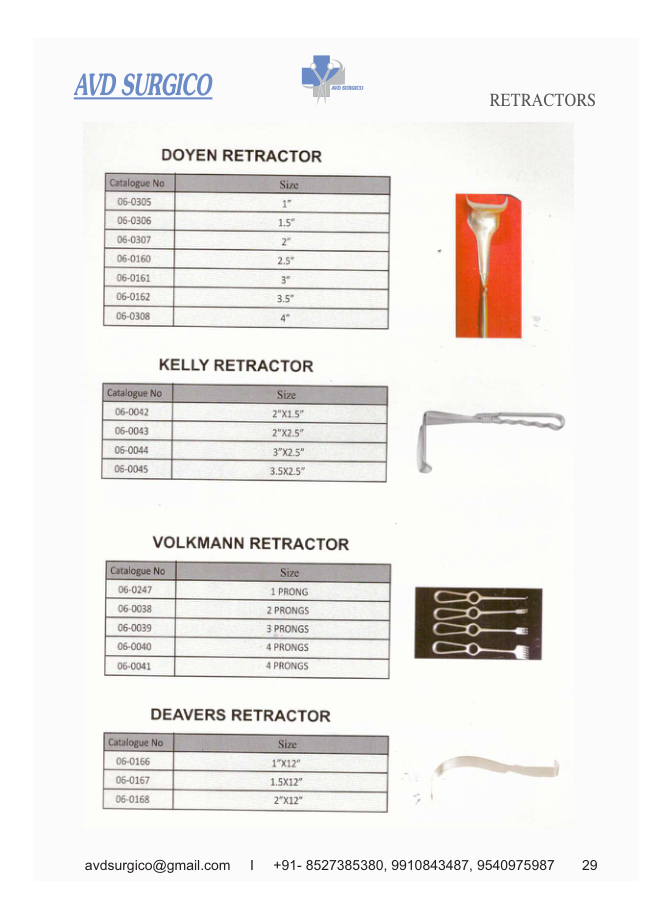 AVD SURGICO
AVD SURGICO
RETRACTORS
DOYEN RETRACTOR
Catalogue No Size
06-0305 1"
06-0306 1.5"
06-0307 2"
06-0160 2.5"
06-0161 3"
06-0162 3.5"
06-0308 4"
KELLY RETRACTOR
Catalogue No Size
06-0042 2"X1.5"
06-0043 2"X2.5"
06-0044 3"X2.5"
06-0045 3.5X2.5"
VOLKMANN RETRACTOR
Catalogue No Size
06-0247 1 PRONG
06-0038 2 PRONGS
06-0039 3 PRONGS
06-0040 4 PRONGS
06-0041 4 PRONGS
DEAVERS RETRACTOR
Catalogue No Size
06-0166 1"X12"
06-0167 1.5X12"
06-0168 2"X12"
avdsurgico@gmail.com I +91- 8527385380, 9910843487, 9540975987 29